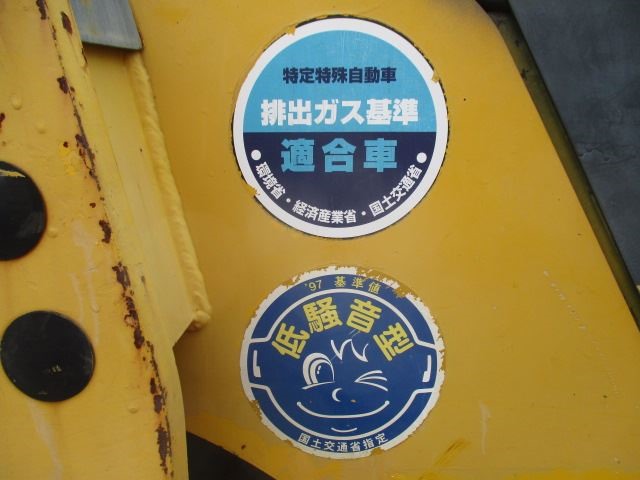 特定特殊自動車
排出ガス基準
適合車
・環境省・経済産業省・国土交通省・
'97 基準値
低騒音型
国土交通省指定